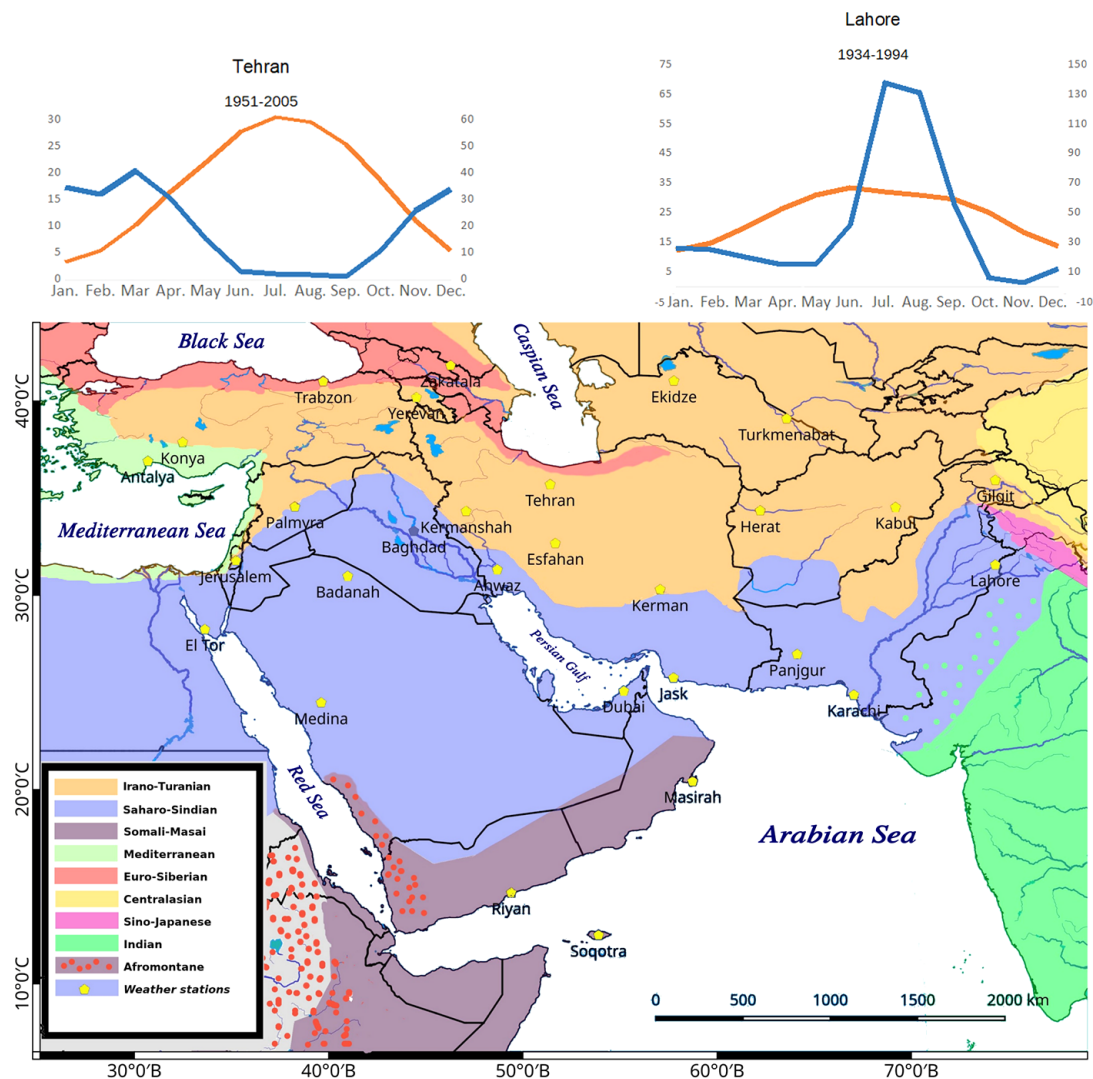 Tehran
1951-2005
30
25
20
15
10
5
0
60
50
40
30
20
10
0
Jan. Feb. Mar Apr. May Jun. Jul. Aug. Sep. Oct. Nov. Dec.
Lahore
1934-1994
75
65
55
45
35
25
15
5
-5
150
130
110
90
70
50
30
10
-10
Jan. Feb. Mar. Apr. May Jun. Jul. Aug. Sep. Oct. Nov. Dec.
Black Sea
Caspian Sea
Zakatala
Trabzon
Yerevan
Ekidze
Turkmenabat
Konya
Antalya
Tehran
Gilgit
Mediterranean Sea
Palmyra
Kermanshah
Herat
Kabul
Baghdad
Esfahan
Jerusalem
Badanah
Ahwaz
Kerman
Lahore
El Tor
Persian Gulf
Panjgur
Medina
Dubai
Jask
Karachi
Red Sea
Masirah
Arabian Sea
Riyan
Soqotra
40°0'C
30°0'C
20°0'C
10°0'C
Irano-Turanian
Saharo-Sindian
Somali-Masai
Mediterranean
Euro-Siberian
Centralasian
Sino-Japanese
Indian
Afromontane
Weather stations
0 500 1000 1500 2000 km
30°0'B 40°0'B 50°0'B 60°0'B 70°0'B